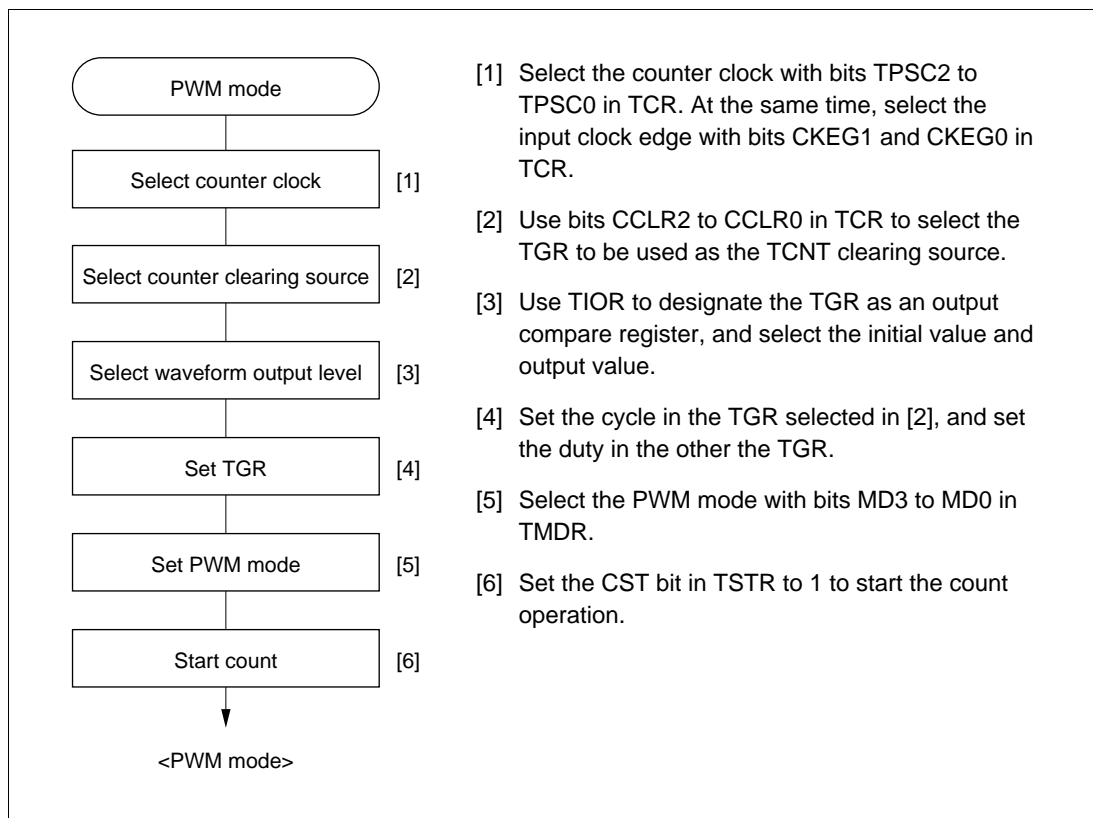 PWM mode
Select counter clock
[1]
Select counter clearing source
[2]
Select waveform output level
[3]
Set TGR
[4]
Set PWM mode
[5]
Start count
[6]
<PWM mode>
[1] Select the counter clock with bits TPSC2 to
TPSC0 in TCR. At the same time, select the
input clock edge with bits CKEG1 and CKEG0 in
TCR.
[2] Use bits CCLR2 to CCLR0 in TCR to select the
TGR to be used as the TCNT clearing source.
[3] Use TIOR to designate the TGR as an output
compare register, and select the initial value and
output value.
[4] Set the cycle in the TGR selected in [2], and set
the duty in the other the TGR.
[5] Select the PWM mode with bits MD3 to MD0 in
TMDR.
[6] Set the CST bit in TSTR to 1 to start the count
operation.